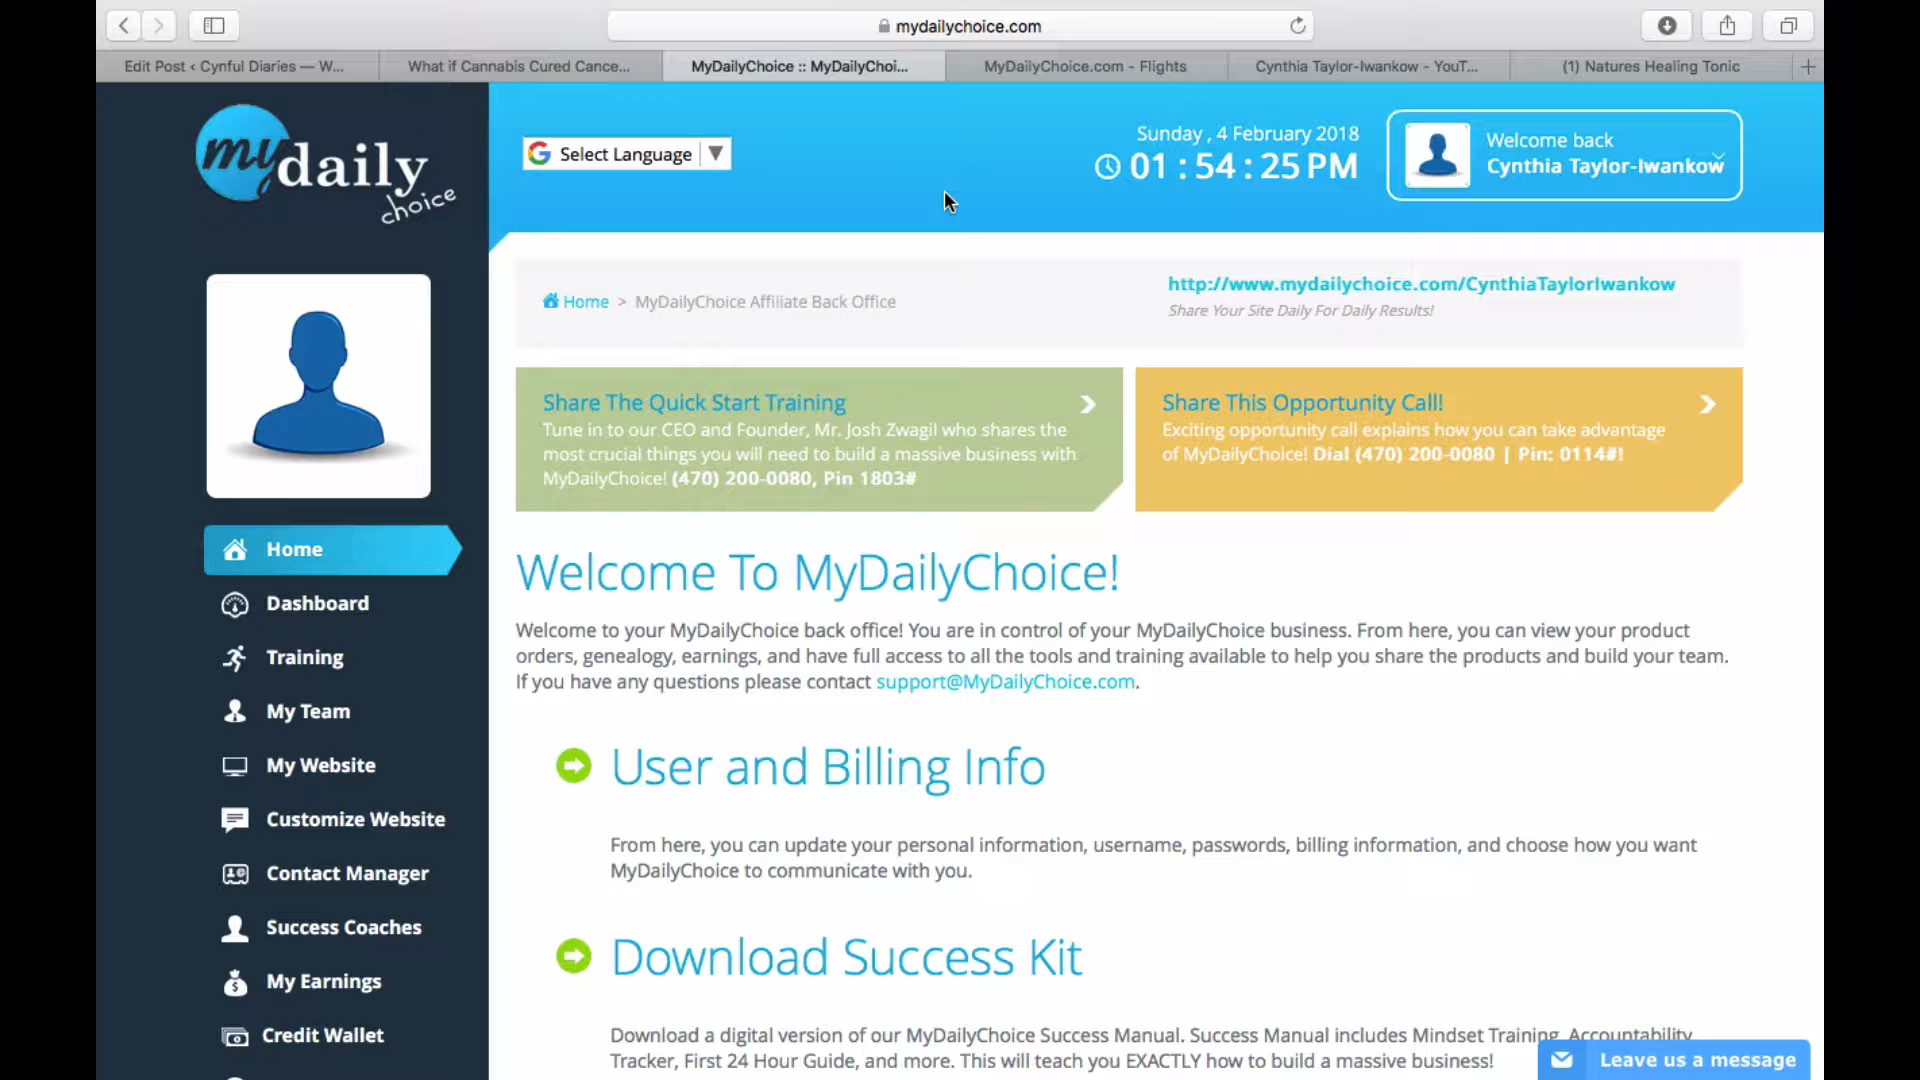 mydailychoice.com
Edit Post ‹ Cynful Diaries — W...
What if Cannabis Cured Cance...
MyDailyChoice :: MyDailyChoi...
MyDailyChoice.com - Flights
Cynthia Taylor-Iwankow - YouT...
(1) Natures Healing Tonic
my daily choice
Select Language
Sunday , 4 February 2018
01 : 54 : 25 PM
Welcome back
Cynthia Taylor-Iwankow
Home > MyDailyChoice Affiliate Back Office
http://www.mydailychoice.com/CynthiaTaylorIwankow
Share Your Site Daily For Daily Results!
Share The Quick Start Training
Tune in to our CEO and Founder, Mr. Josh Zwagil who shares the
most crucial things you will need to build a massive business with
MyDailyChoice! (470) 200-0080, Pin 1803#
Share This Opportunity Call!
Exciting opportunity call explains how you can take advantage
of MyDailyChoice! Dial (470) 200-0080 | Pin: 0114#!
Home
Dashboard
Training
My Team
My Website
Customize Website
Contact Manager
Success Coaches
My Earnings
Credit Wallet
Welcome To MyDailyChoice!
Welcome to your MyDailyChoice back office! You are in control of your MyDailyChoice business. From here, you can view your product
orders, genealogy, earnings, and have full access to all the tools and training available to help you share the products and build your team.
If you have any questions please contact support@MyDailyChoice.com.
User and Billing Info
From here, you can update your personal information, username, passwords, billing information, and choose how you want
MyDailyChoice to communicate with you.
Download Success Kit
Download a digital version of our MyDailyChoice Success Manual. Success Manual includes Mindset Training, Accountability
Tracker, First 24 Hour Guide, and more. This will teach you EXACTLY how to build a massive business!
Leave us a message